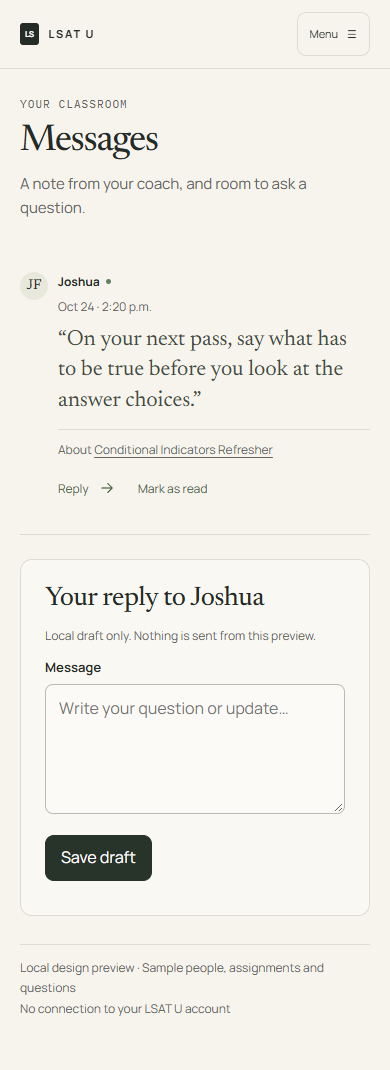 LS LSAT U
Menu ☰
YOUR CLASSROOM
Messages
A note from your coach, and room to ask a
question.
JF Joshua
Oct 24 · 2:20 p.m.
“On your next pass, say what has
to be true before you look at the
answer choices.”
About Conditional Indicators Refresher
Reply → Mark as read
Your reply to Joshua
Local draft only. Nothing is sent from this preview.
Message
Write your question or update…
Save draft
Local design preview · Sample people, assignments and
questions
No connection to your LSAT U account